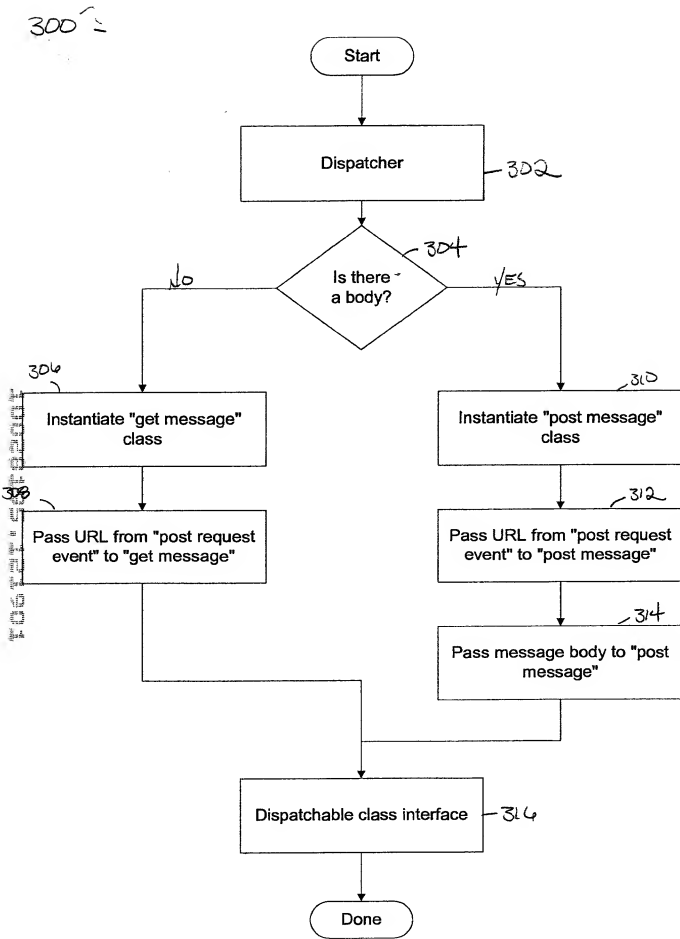 300
Start
Dispatcher
302
304
Is there
a body?
NO
YES
306
Instantiate "get message"
class
310
Instantiate "post message"
class
308
Pass URL from "post request
event" to "get message"
312
Pass URL from "post request
event" to "post message"
314
Pass message body to "post
message"
Dispatchable class interface
316
Done